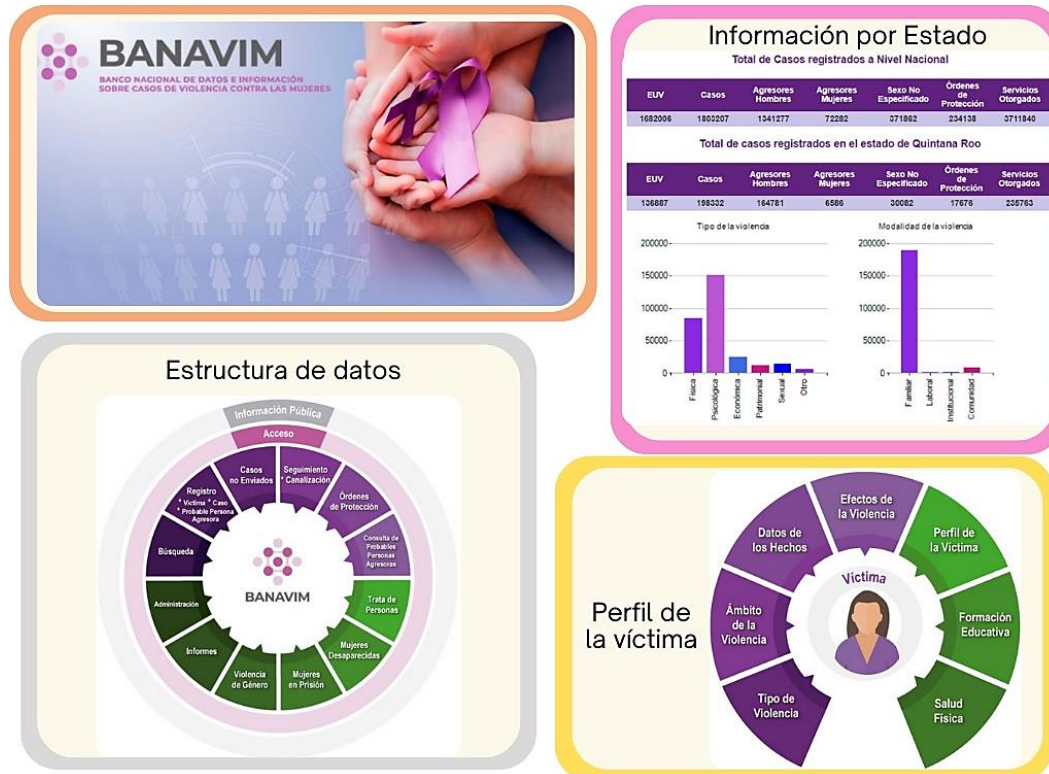 BANAVIM
BANCO NACIONAL DE DATOS E INFORMACIÓN
SOBRE CASOS DE VIOLENCIA CONTRA LAS MUJERES
Información por Estado
Total de Casos registrados a Nivel Nacional
EUV Casos Agresores Hombres Agresores Mujeres Sexo No Especificado Órdenes de Protección Servicios Otorgados
1682006 1803207 1341277 72282 371862 234138 3711840
Total de casos registrados en el estado de Quintana Roo
EUV Casos Agresores Hombres Agresores Mujeres Sexo No Especificado Órdenes de Protección Servicios Otorgados
136887 198332 164781 6586 30082 17676 235763
Tipo de la violencia
200000
150000
100000
50000
0
Física
Psicológica
Económica
Patrimonial
Sexual
Otro
Modalidad de la violencia
200000
150000
100000
50000
0
Familiar
Laboral
Institucional
Comunidad
Estructura de datos
Información Pública
Acceso
Casos
no Enviados
Seguimiento
* Canalización
Órdenes
de Protección
Consulta de
Probables
Personas
Agresoras
Trata de
Personas
Mujeres
Desaparecidas
Mujeres
en Prisión
Violencia
de Género
Informes
Administración
Búsqueda
Registro
* Víctima * Caso
* Probable Persona
Agresora
BANAVIM
Perfil de
la víctima
Tipo de
Violencia
Ámbito
de la
Violencia
Datos de
los Hechos
Efectos de
la Violencia
Perfil de
la Víctima
Formación
Educativa
Salud
Física
Víctima